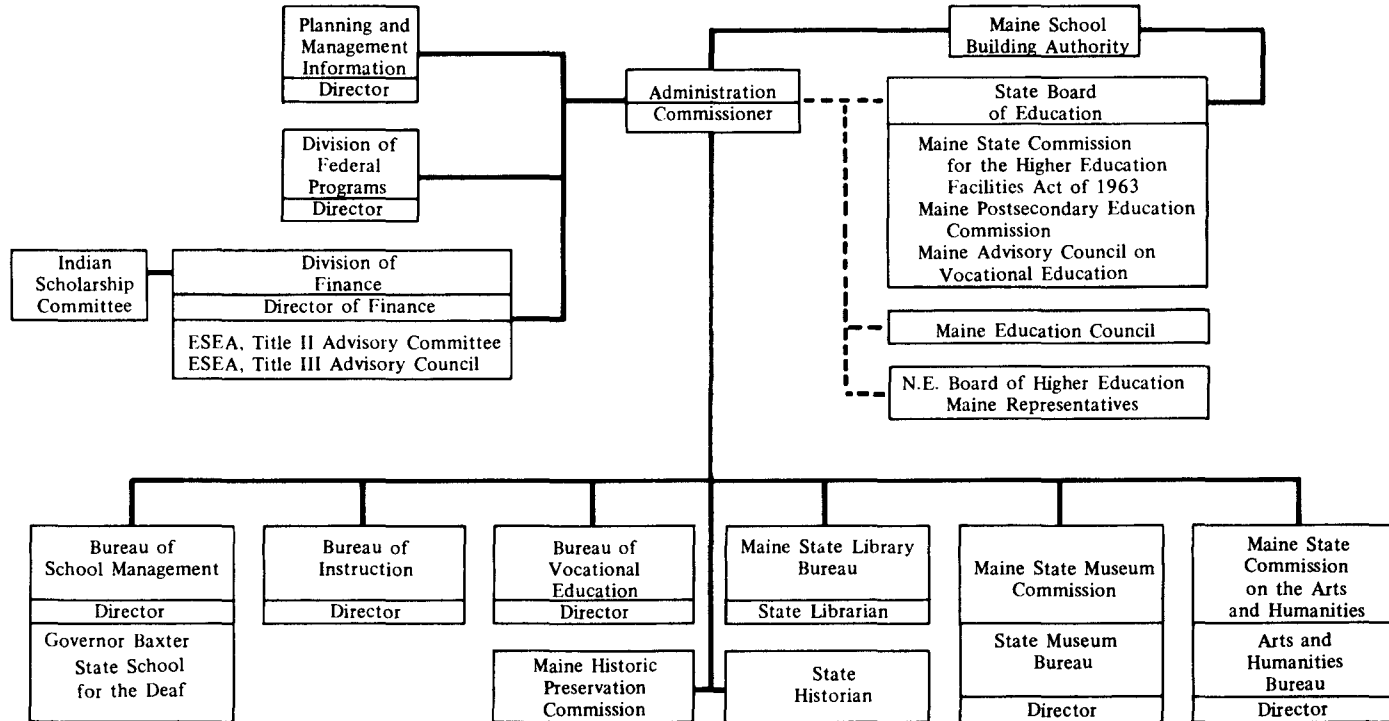 Planning and
Management
Information
Director
Maine School
Building Authority
Administration
Commissioner
State Board
of Education
Maine State Commission
for the Higher Education
Facilities Act of 1963
Maine Postsecondary Education
Commission
Maine Advisory Council on
Vocational Education
Division of
Federal
Programs
Director
Indian
Scholarship
Committee
Division of
Finance
Director of Finance
ESEA, Title II Advisory Committee
ESEA, Title III Advisory Council
Maine Education Council
N.E. Board of Higher Education
Maine Representatives
Bureau of
School Management
Director
Governor Baxter
State School
for the Deaf
Bureau of
Instruction
Director
Bureau of
Vocational
Education
Director
Maine State Library
Bureau
State Librarian
Maine State Museum
Commission
State Museum
Bureau
Director
Maine State
Commission
on the Arts
and Humanities
Arts and
Humanities
Bureau
Director
Maine Historic
Preservation
Commission
State
Historian